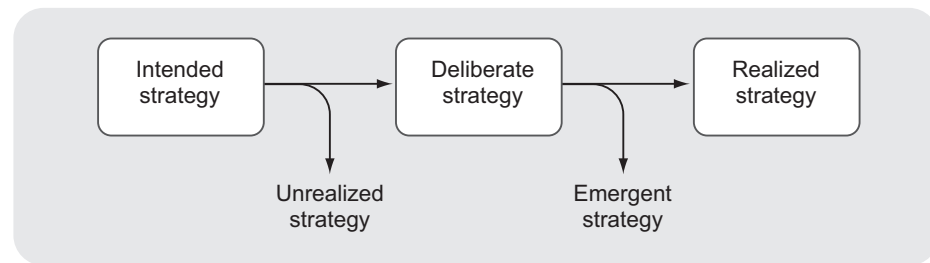 Intended
strategy
Deliberate
strategy
Realized
strategy
Unrealized
strategy
Emergent
strategy